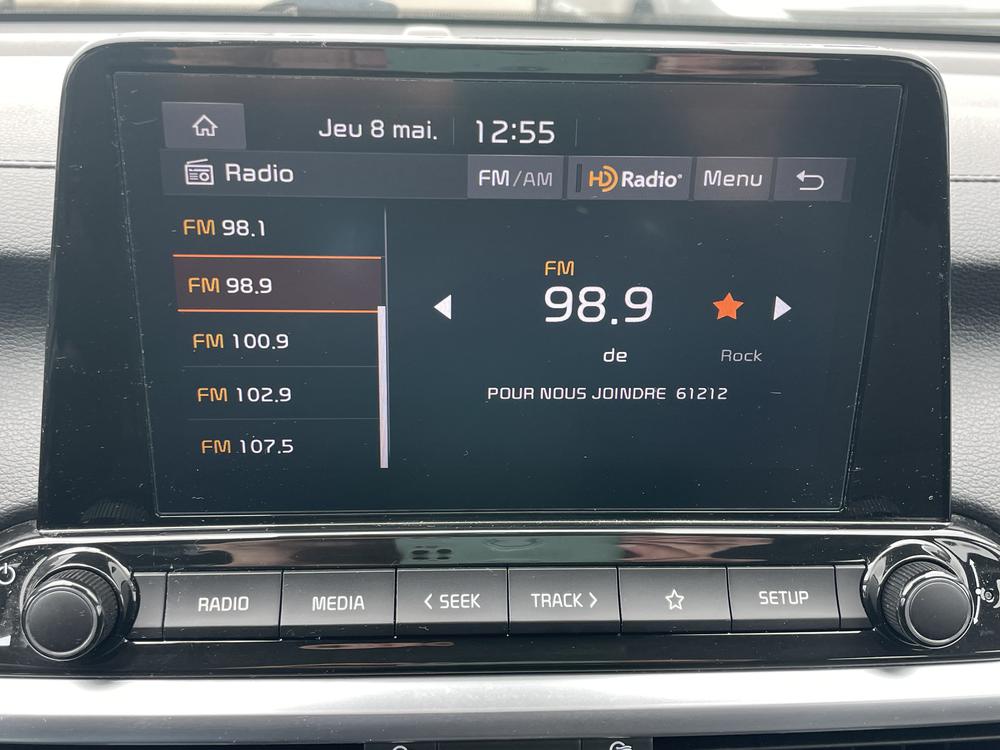 Jeu 8 mai. 12:55
Radio FM/AM HD Radio® Menu
FM 98.1
FM 98.9
FM 100.9
FM 102.9
FM 107.5
FM
98.9
de Rock
POUR NOUS JOINDRE 61212
RADIO MEDIA < SEEK TRACK > SETUP